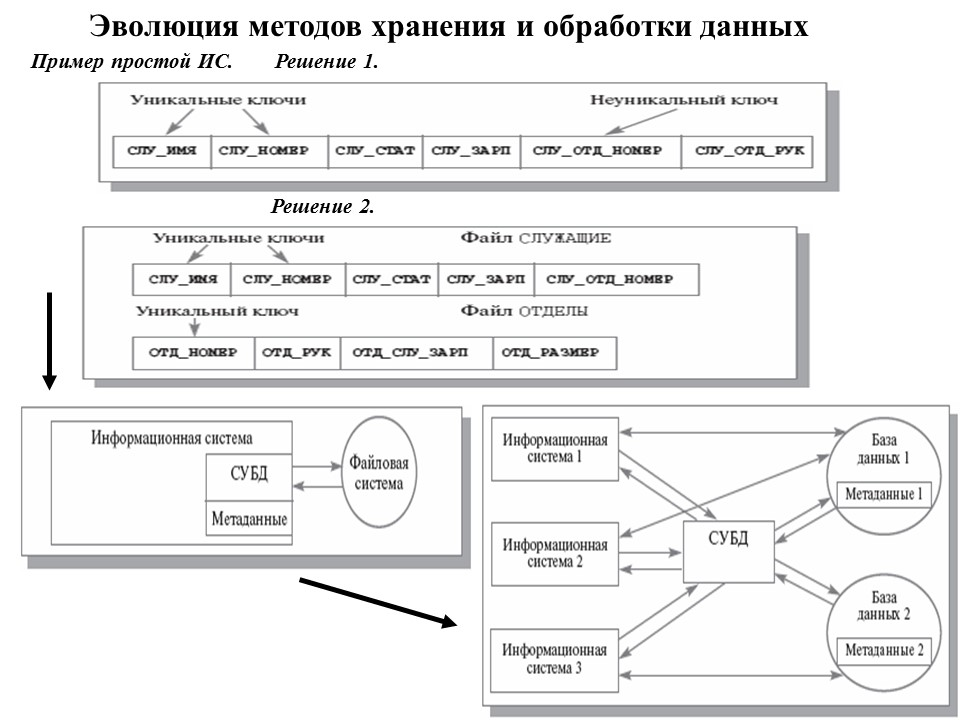 Эволюция методов хранения и обработки данных
Пример простой ИС. Решение 1.
Уникальные ключи Неуникальный ключ
СЛУ_ИМЯ СЛУ_НОМЕР СЛУ_СТАТ СЛУ_ЗАРП СЛУ_ОТД_НОМЕР СЛУ_ОТД_РУК
Решение 2.
Уникальные ключи Файл СЛУЖАЩИЕ
СЛУ_ИМЯ СЛУ_НОМЕР СЛУ_СТАТ СЛУ_ЗАРП СЛУ_ОТД_НОМЕР
Уникальный ключ Файл ОТДЕЛЫ
ОТД_НОМЕР ОТД_РУК ОТД_СЛУ_ЗАРП ОТД_РАЗМЕР
Информационная система
СУБД
Метаданные
Файловая
система
Информационная
система 1
Информационная
система 2
Информационная
система 3
СУБД
База
данных 1
Метаданные 1
База
данных 2
Метаданные 2